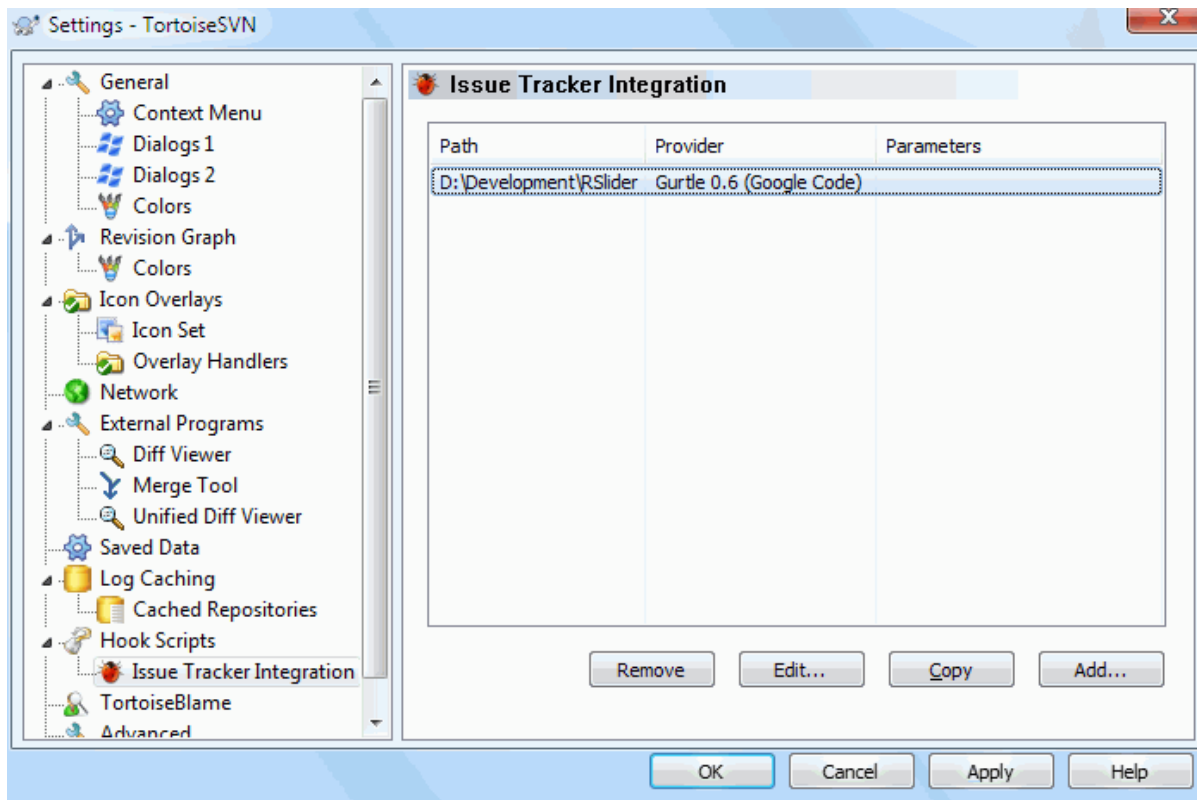 Settings - TortoiseSVN
General
Context Menu
Dialogs 1
Dialogs 2
Colors
Revision Graph
Colors
Icon Overlays
Icon Set
Overlay Handlers
Network
External Programs
Diff Viewer
Merge Tool
Unified Diff Viewer
Saved Data
Log Caching
Cached Repositories
Hook Scripts
Issue Tracker Integration
TortoiseBlame
Advanced
Issue Tracker Integration
Path Provider Parameters
D:\Development\RSlider Gurtle 0.6 (Google Code)
Remove Edit... Copy Add...
OK Cancel Apply Help